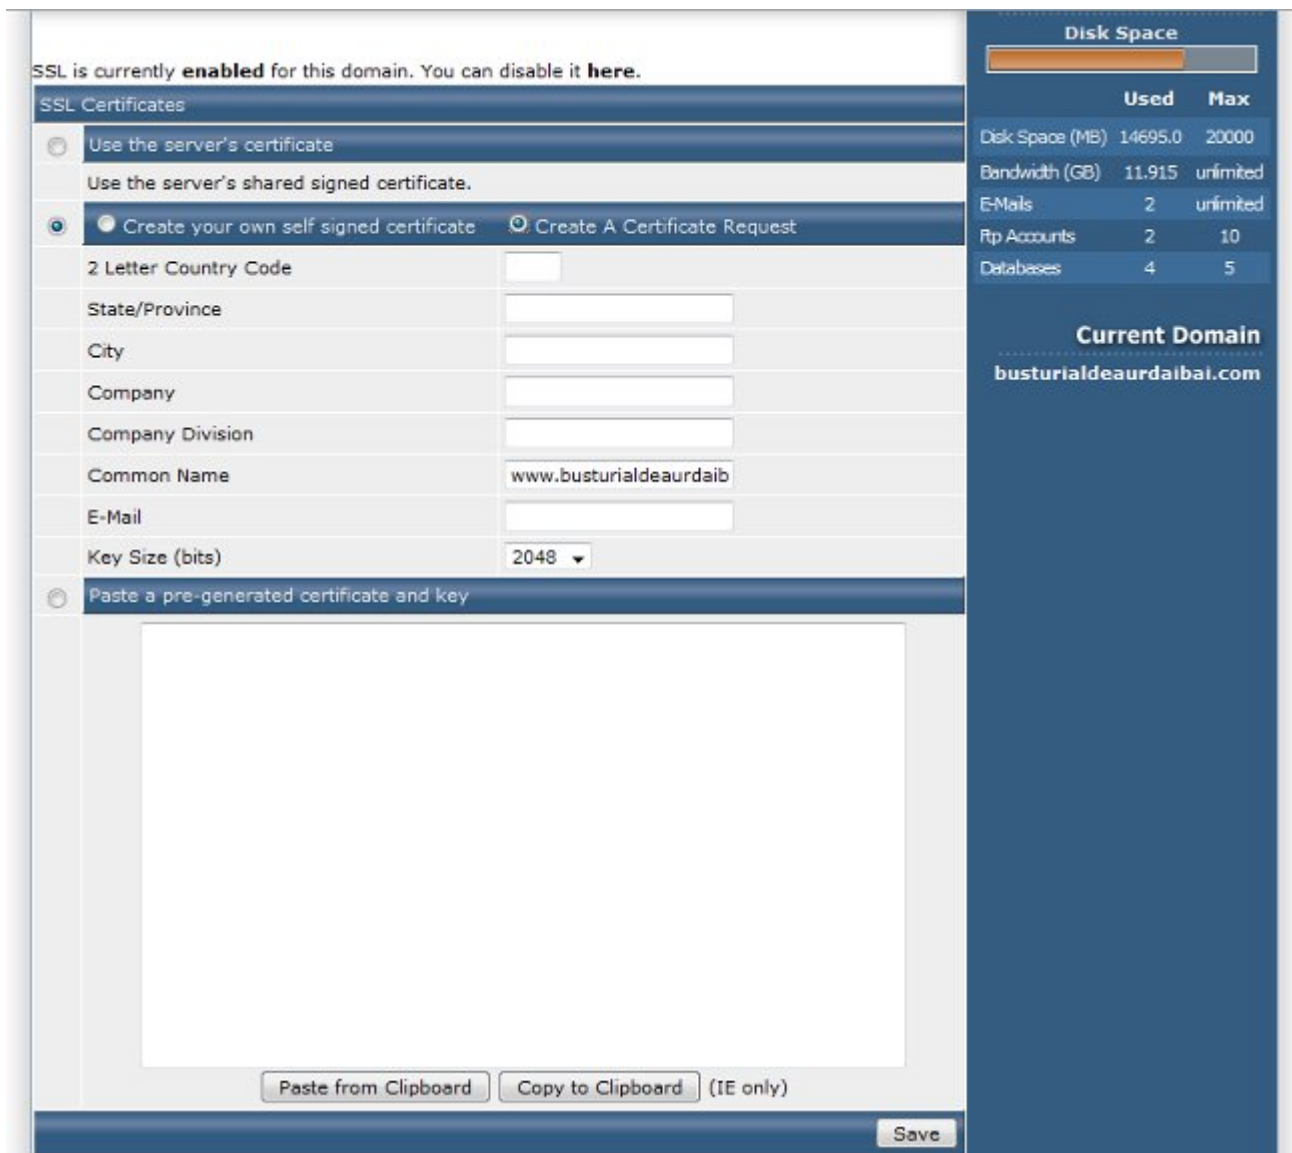 SSL is currently enabled for this domain. You can disable it here.
SSL Certificates
Use the server's certificate
Use the server's shared signed certificate.
Create your own self signed certificate Create A Certificate Request
2 Letter Country Code
State/Province
City
Company
Company Division
Common Name www.busturialdeaurdaib
E-Mail
Key Size (bits) 2048
Paste a pre-generated certificate and key
Paste from Clipboard Copy to Clipboard (IE only)
Save
Disk Space
Used Max
Disk Space (MB) 14695.0 20000
Bandwidth (GB) 11.915 unlimited
E-Mails 2 unlimited
Ftp Accounts 2 10
Databases 4 5
Current Domain
busturialdeaurdaibai.com